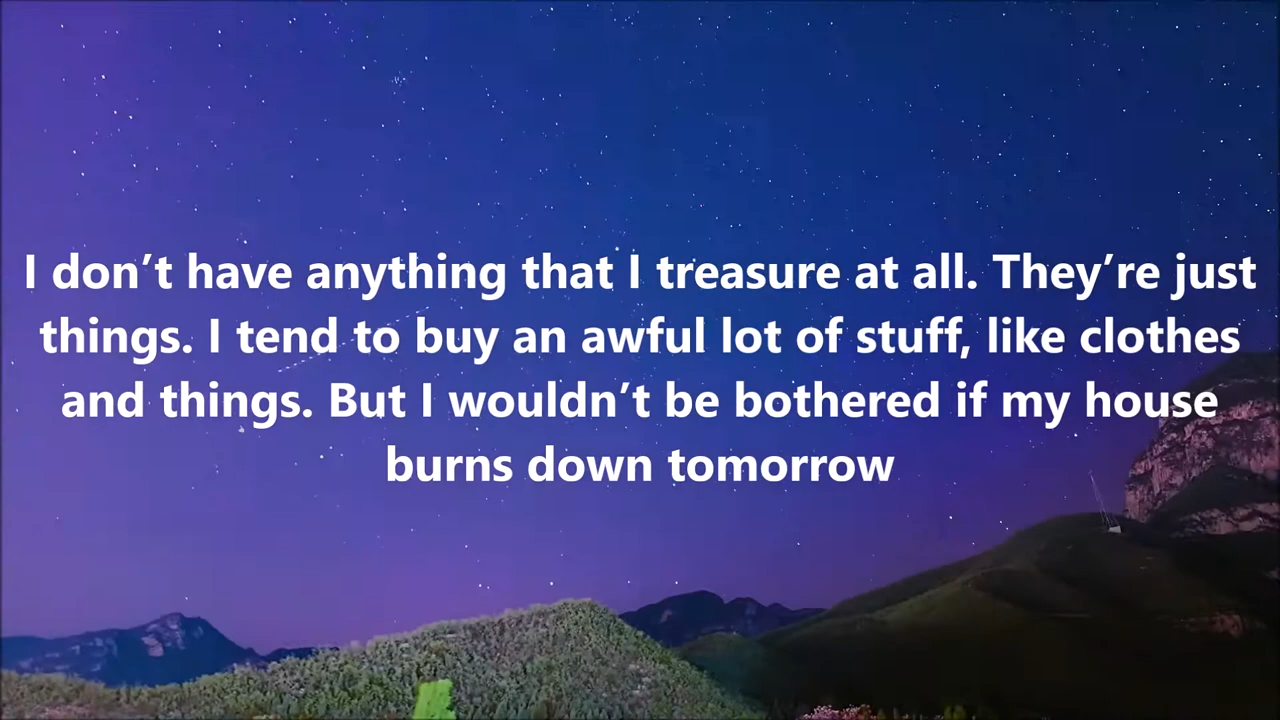 I don’t have anything that I treasure at all. They’re just
things. I tend to buy an awful lot of stuff, like clothes
and things. But I wouldn’t be bothered if my house
burns down tomorrow